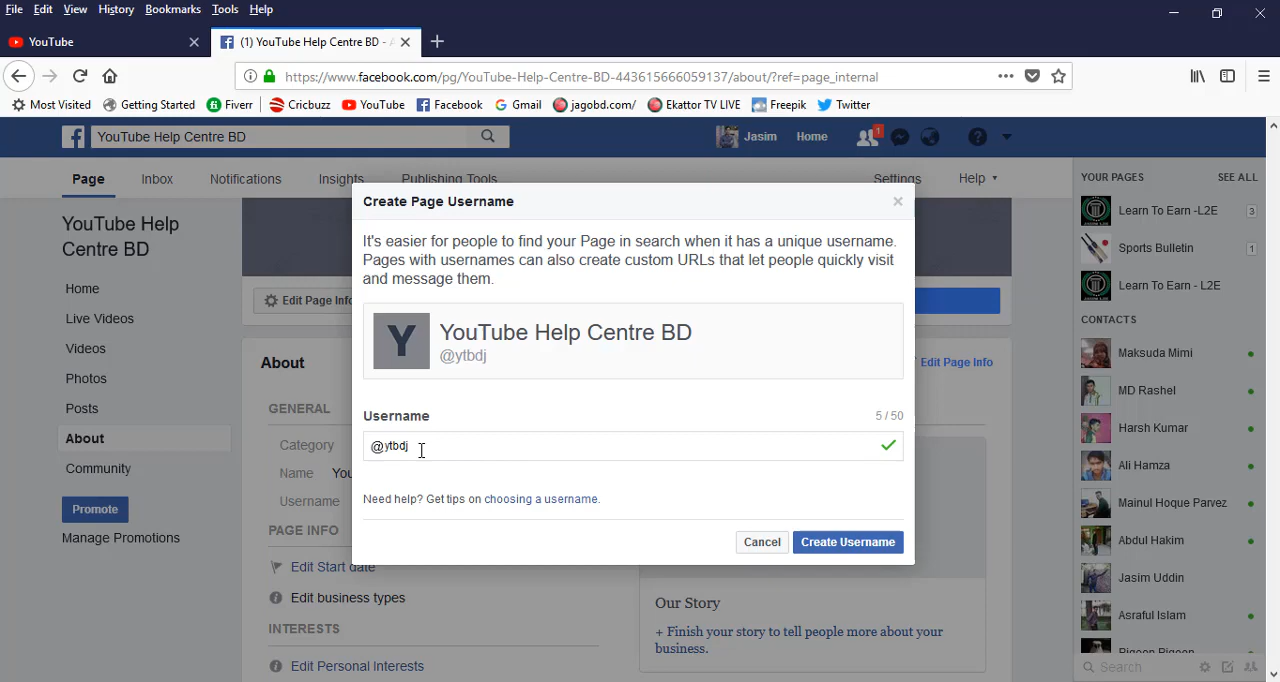 File Edit View History Bookmarks Tools Help
YouTube
(1) YouTube Help Centre BD -
https://www.facebook.com/pg/YouTube-Help-Centre-BD-443615666059137/about/?ref=page_internal
Most Visited Getting Started Fiverr Cricbuzz YouTube Facebook Gmail jagobd.com/ Ekattor TV LIVE Freepik Twitter
YouTube Help Centre BD
Jasim Home 1
Page Inbox Notifications Insights Publishing Tools Settings Help
YouTube Help
Centre BD
Home
Live Videos
Videos
Photos
Posts
About
Community
Promote
Manage Promotions
Edit Page Info
About
Edit Page Info
GENERAL
Category
Name You
Username
PAGE INFO
Edit Start date
Edit business types
INTERESTS
Edit Personal Interests
Our Story
+ Finish your story to tell people more about your
business.
Create Page Username
It's easier for people to find your Page in search when it has a unique username.
Pages with usernames can also create custom URLs that let people quickly visit
and message them.
Y
YouTube Help Centre BD
@ytbdj
Username 5 / 50
@ytbdj
Need help? Get tips on choosing a username.
Cancel Create Username
YOUR PAGES SEE ALL
Learn To Earn -L2E 3
Sports Bulletin 1
Learn To Earn - L2E
CONTACTS
Maksuda Mimi
MD Rashel
Harsh Kumar
Ali Hamza
Mainul Hoque Parvez
Abdul Hakim
Jasim Uddin
Asraful Islam
Search